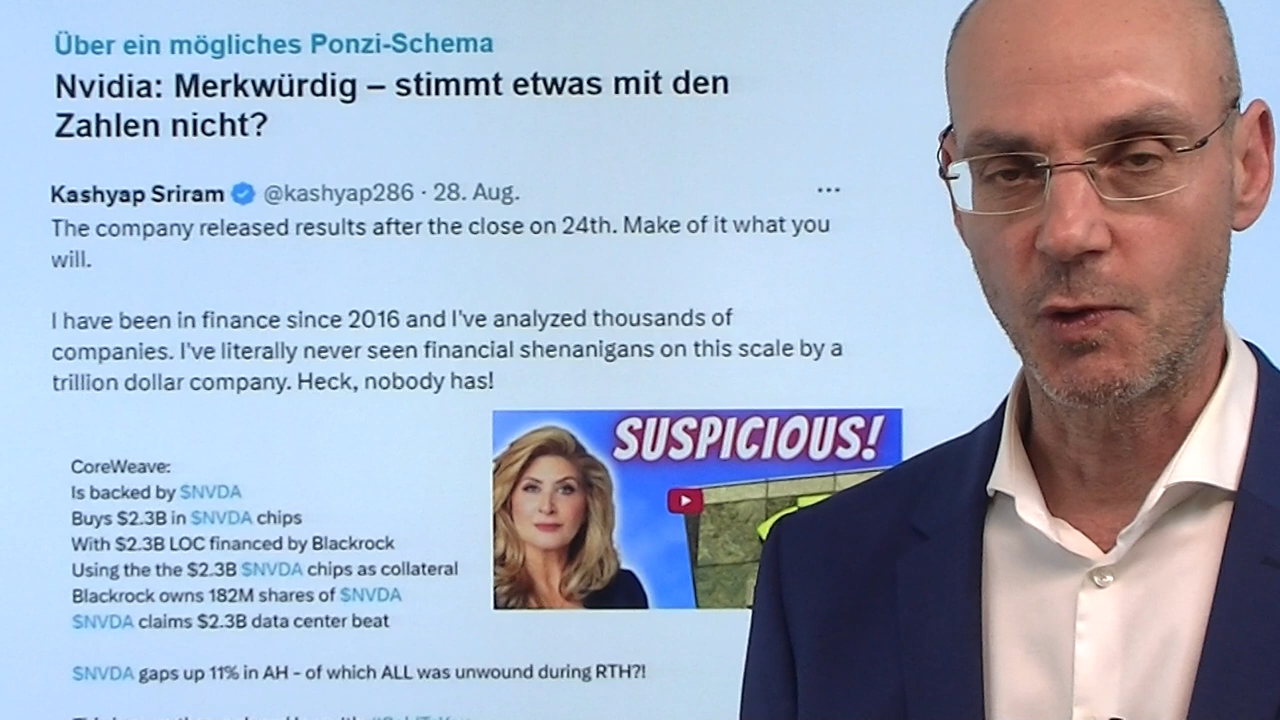 Über ein mögliches Ponzi-Schema
Nvidia: Merkwürdig – stimmt etwas mit den
Zahlen nicht?
Kashyap Sriram @kashyap286 · 28. Aug.
The company released results after the close on 24th. Make of it what you
will.
I have been in finance since 2016 and I've analyzed thousands of
companies. I've literally never seen financial shenanigans on this scale by a
trillion dollar company. Heck, nobody has!
SUSPICIOUS!
CoreWeave:
Is backed by $NVDA
Buys $2.3B in $NVDA chips
With $2.3B LOC financed by Blackrock
Using the the $2.3B $NVDA chips as collateral
Blackrock owns 182M shares of $NVDA
$NVDA claims $2.3B data center beat
$NVDA gaps up 11% in AH - of which ALL was unwound during RTH?!